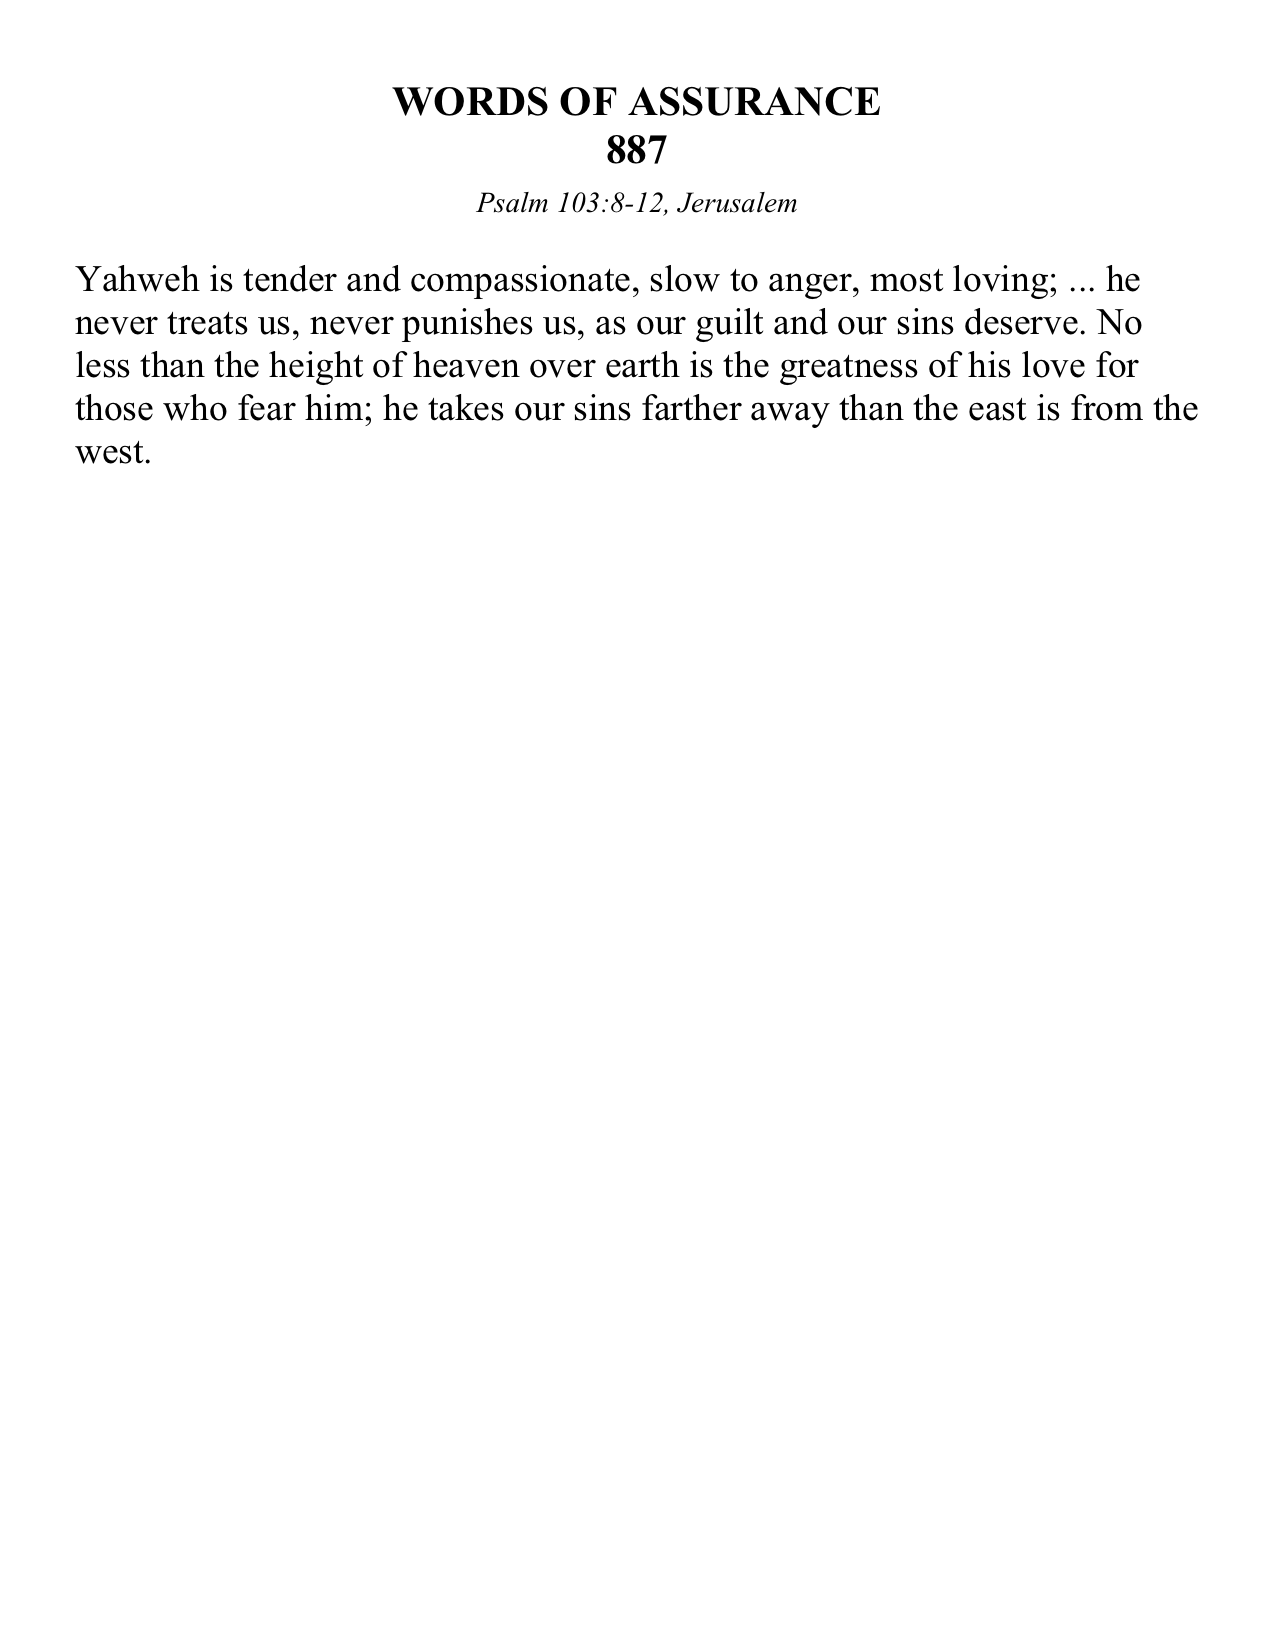 WORDS OF ASSURANCE
887
Psalm 103:8-12, Jerusalem
Yahweh is tender and compassionate, slow to anger, most loving; ... he
never treats us, never punishes us, as our guilt and our sins deserve. No
less than the height of heaven over earth is the greatness of his love for
those who fear him; he takes our sins farther away than the east is from the
west.